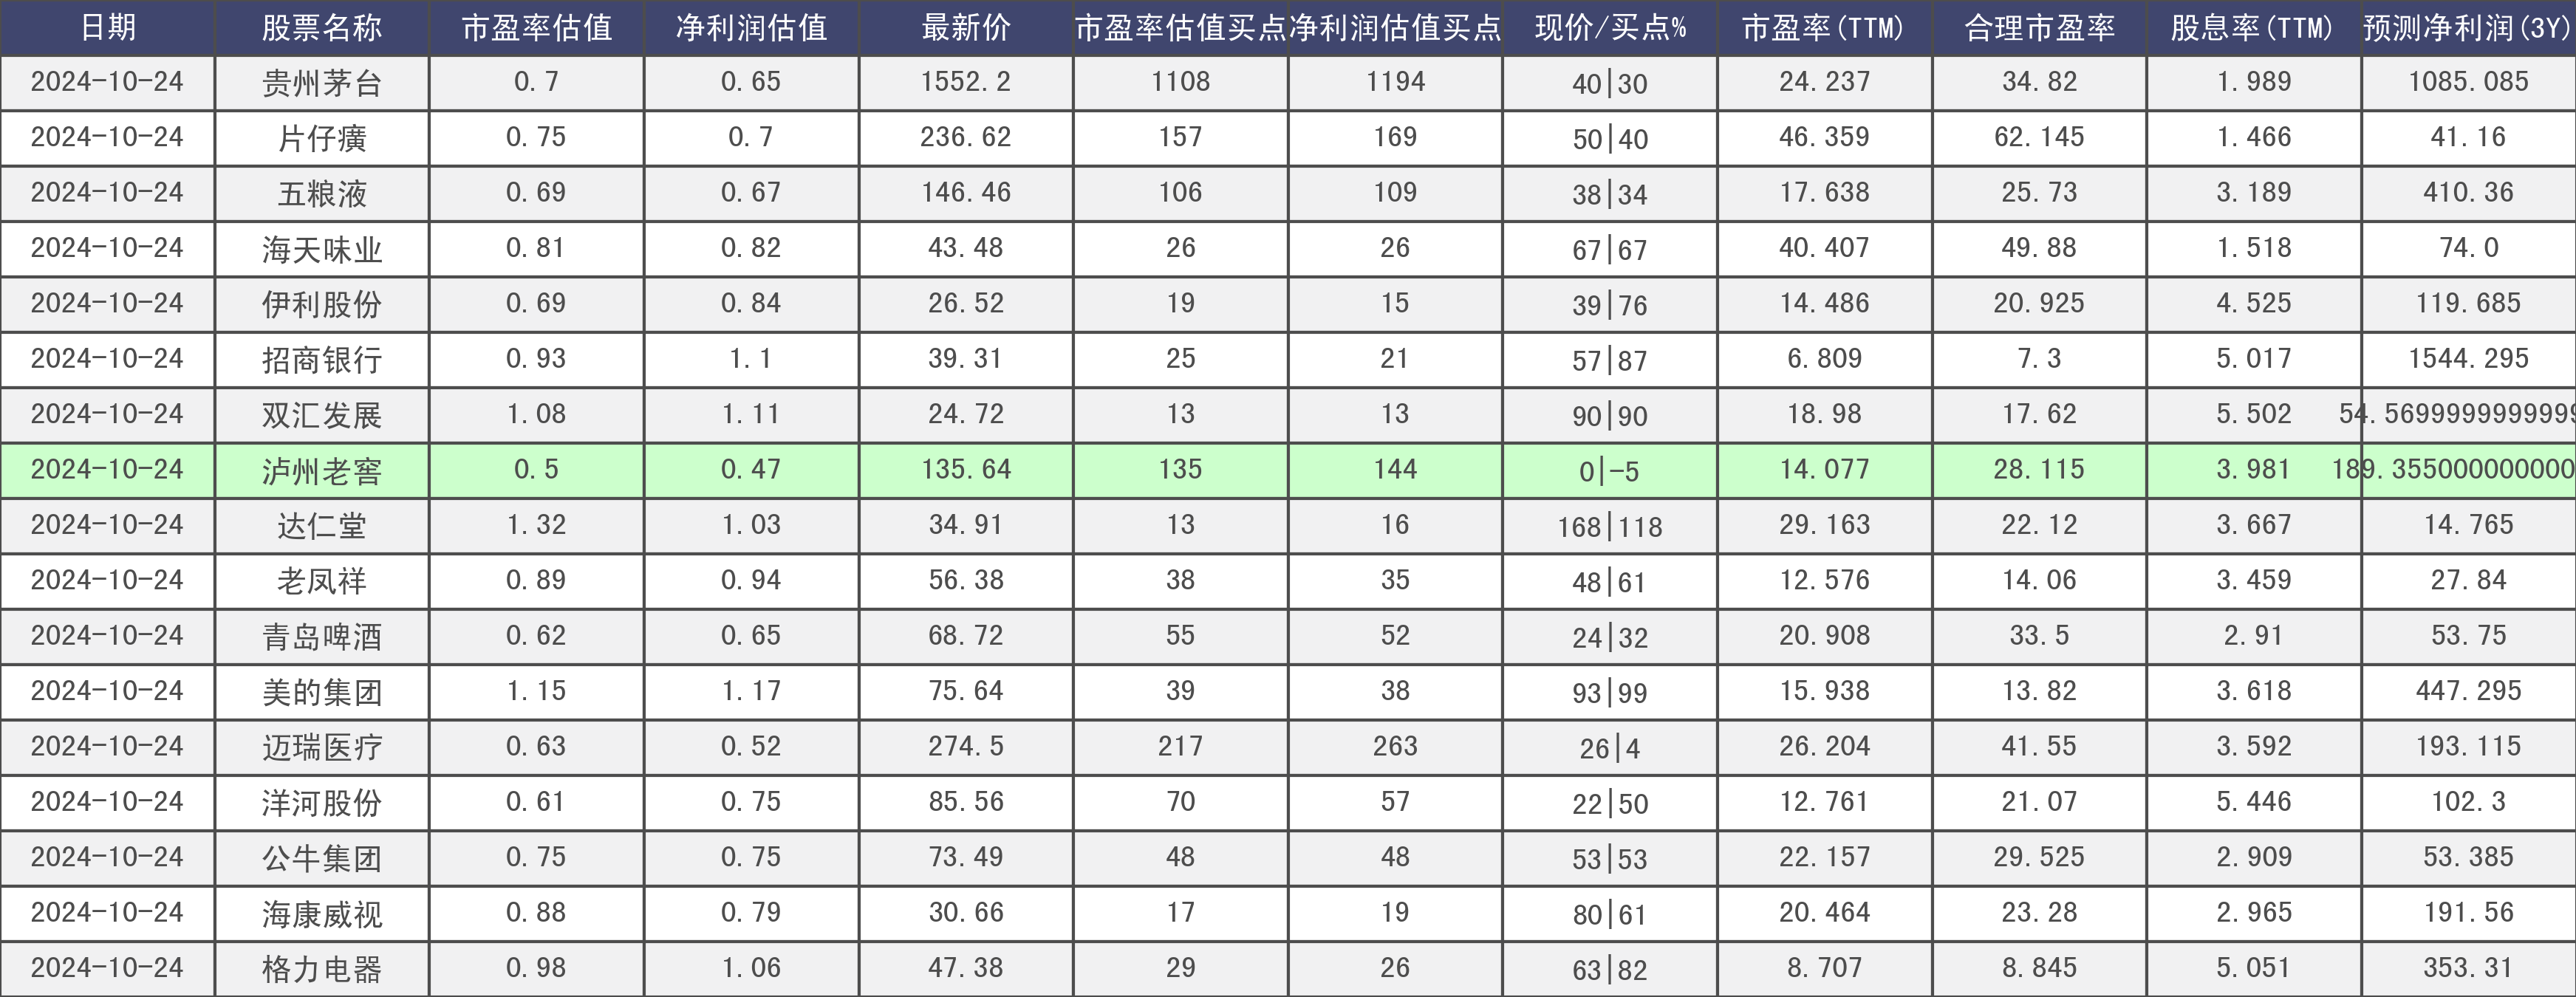 日期 股票名称 市盈率估值 净利润估值 最新价 市盈率估值买点 净利润估值买点 现价/买点% 市盈率(TTM) 合理市盈率 股息率(TTM) 预测净利润(3Y)
2024-10-24 贵州茅台 0.7 0.65 1552.2 1108 1194 40|30 24.237 34.82 1.989 1085.085
2024-10-24 片仔癀 0.75 0.7 236.62 157 169 50|40 46.359 62.145 1.466 41.16
2024-10-24 五粮液 0.69 0.67 146.46 106 109 38|34 17.638 25.73 3.189 410.36
2024-10-24 海天味业 0.81 0.82 43.48 26 26 67|67 40.407 49.88 1.518 74.0
2024-10-24 伊利股份 0.69 0.84 26.52 19 15 39|76 14.486 20.925 4.525 119.685
2024-10-24 招商银行 0.93 1.1 39.31 25 21 57|87 6.809 7.3 5.017 1544.295
2024-10-24 双汇发展 1.08 1.11 24.72 13 13 90|90 18.98 17.62 5.502 54.5699999999999
2024-10-24 泸州老窖 0.5 0.47 135.64 135 144 0|-5 14.077 28.115 3.981 189.355000000000
2024-10-24 达仁堂 1.32 1.03 34.91 13 16 168|118 29.163 22.12 3.667 14.765
2024-10-24 老凤祥 0.89 0.94 56.38 38 35 48|61 12.576 14.06 3.459 27.84
2024-10-24 青岛啤酒 0.62 0.65 68.72 55 52 24|32 20.908 33.5 2.91 53.75
2024-10-24 美的集团 1.15 1.17 75.64 39 38 93|99 15.938 13.82 3.618 447.295
2024-10-24 迈瑞医疗 0.63 0.52 274.5 217 263 26|4 26.204 41.55 3.592 193.115
2024-10-24 洋河股份 0.61 0.75 85.56 70 57 22|50 12.761 21.07 5.446 102.3
2024-10-24 公牛集团 0.75 0.75 73.49 48 48 53|53 22.157 29.525 2.909 53.385
2024-10-24 海康威视 0.88 0.79 30.66 17 19 80|61 20.464 23.28 2.965 191.56
2024-10-24 格力电器 0.98 1.06 47.38 29 26 63|82 8.707 8.845 5.051 353.31